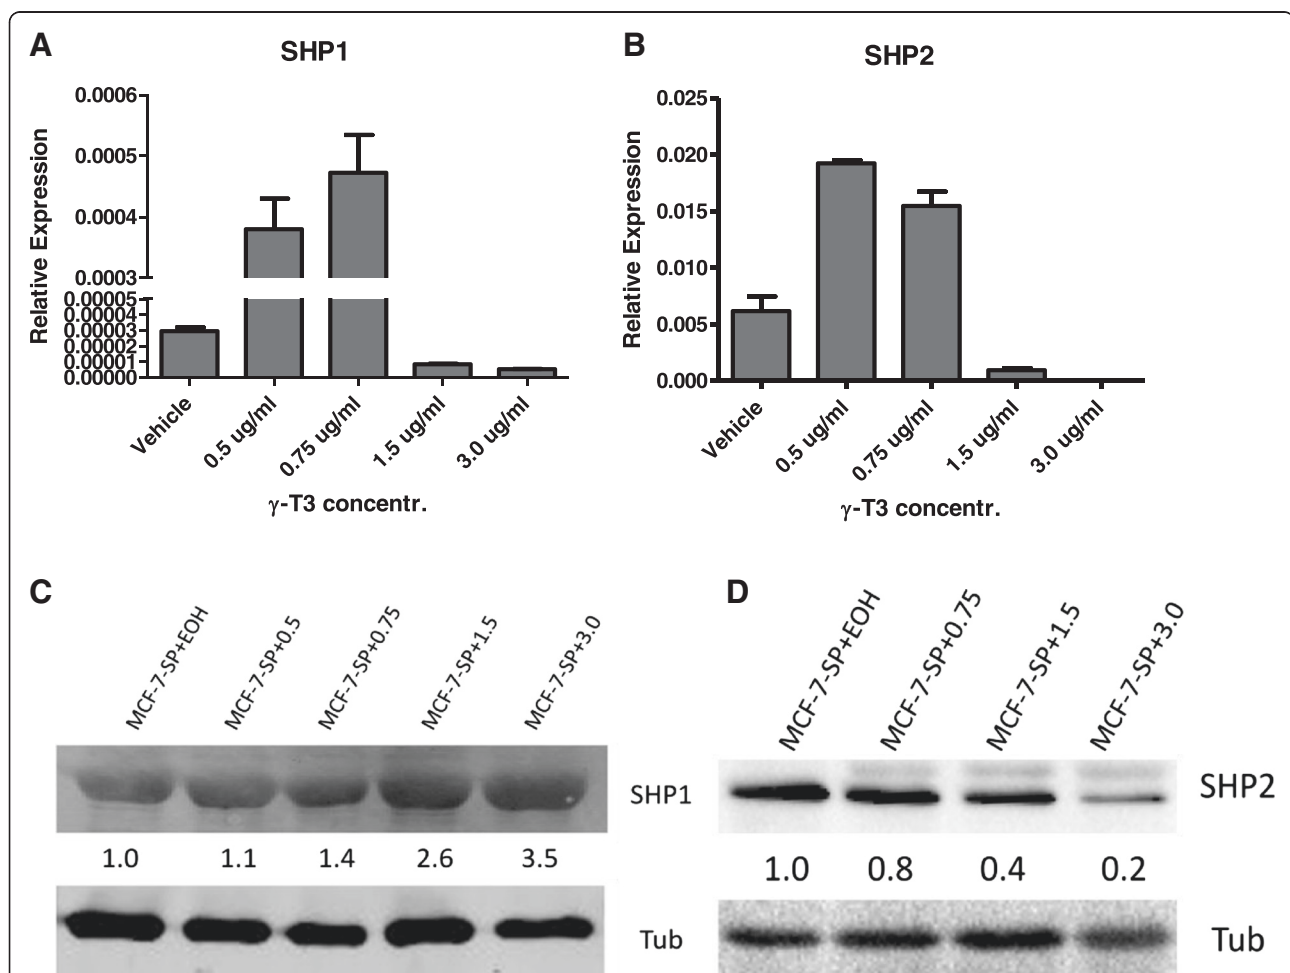 A
SHP1
Relative Expression
0.0006
0.0005
0.0004
0.0003
0.00005
0.00004
0.00003
0.00002
0.00001
0.00000
Vehicle
0.5 ug/ml
0.75 ug/ml
1.5 ug/ml
3.0 ug/ml
γ-T3 concentr.
B
SHP2
Relative Expression
0.025
0.020
0.015
0.010
0.005
0.000
Vehicle
0.5 ug/ml
0.75 ug/ml
1.5 ug/ml
3.0 ug/ml
γ-T3 concentr.
C
MCF-7-SP+EOH
MCF-7-SP+0.5
MCF-7-SP+0.75
MCF-7-SP+1.5
MCF-7-SP+3.0
SHP1
1.0 1.1 1.4 2.6 3.5
Tub
D
MCF-7-SP+EOH
MCF-7-SP+0.75
MCF-7-SP+1.5
MCF-7-SP+3.0
SHP2
1.0 0.8 0.4 0.2
Tub